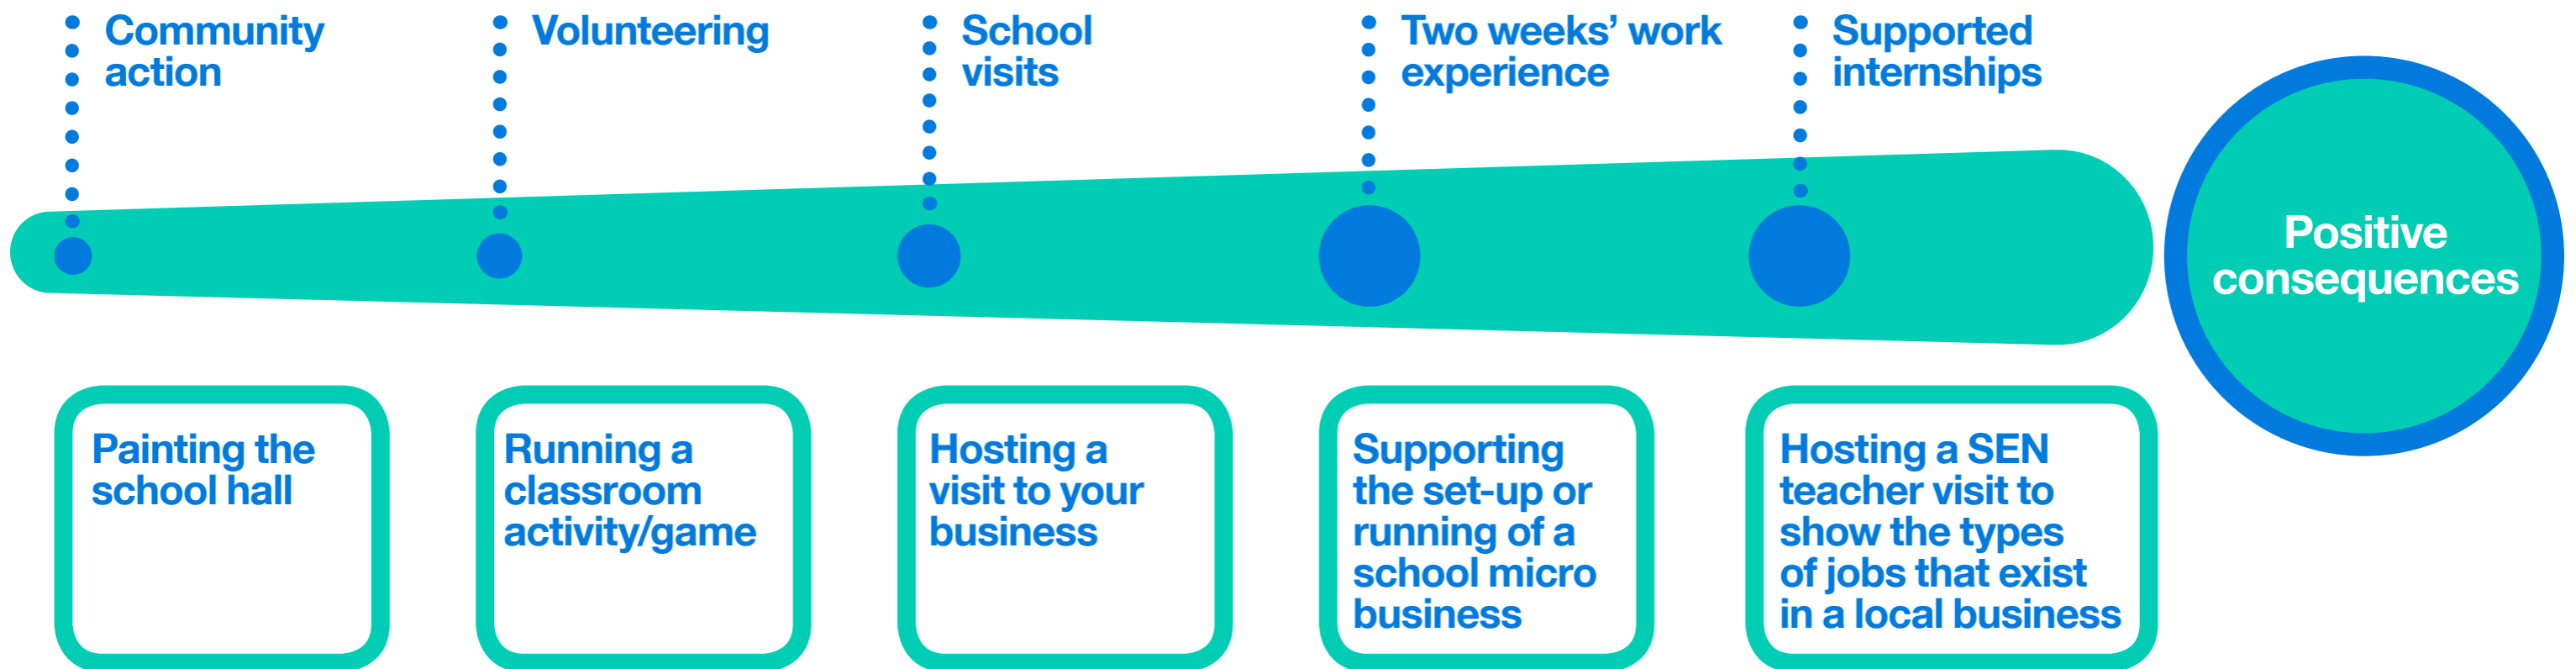 Community
action
Volunteering
School
visits
Two weeks’ work
experience
Supported
internships
Positive
consequences
Painting the
school hall
Running a
classroom
activity/game
Hosting a
visit to your
business
Supporting
the set-up or
running of a
school micro
business
Hosting a SEN
teacher visit to
show the types
of jobs that exist
in a local business